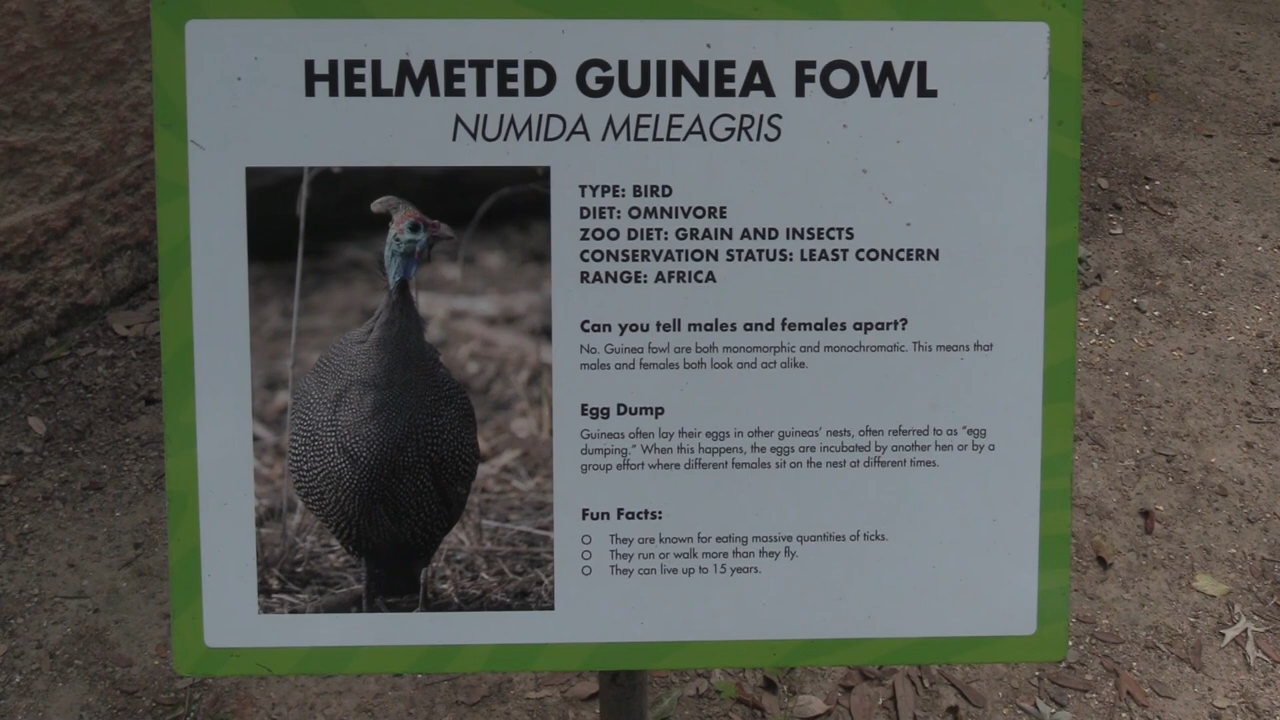 HELMETED GUINEA FOWL
NUMIDA MELEAGRIS
TYPE: BIRD
DIET: OMNIVORE
ZOO DIET: GRAIN AND INSECTS
CONSERVATION STATUS: LEAST CONCERN
RANGE: AFRICA
Can you tell males and females apart?
No. Guinea fowl are both monomorphic and monochromatic. This means that
males and females both look and act alike.
Egg Dump
Guineas often lay their eggs in other guineas' nests, often referred to as "egg
dumping." When this happens, the eggs are incubated by another hen or by a
group effort where different females sit on the nest at different times.
Fun Facts:
They are known for eating massive quantities of ticks.
They run or walk more than they fly.
They can live up to 15 years.